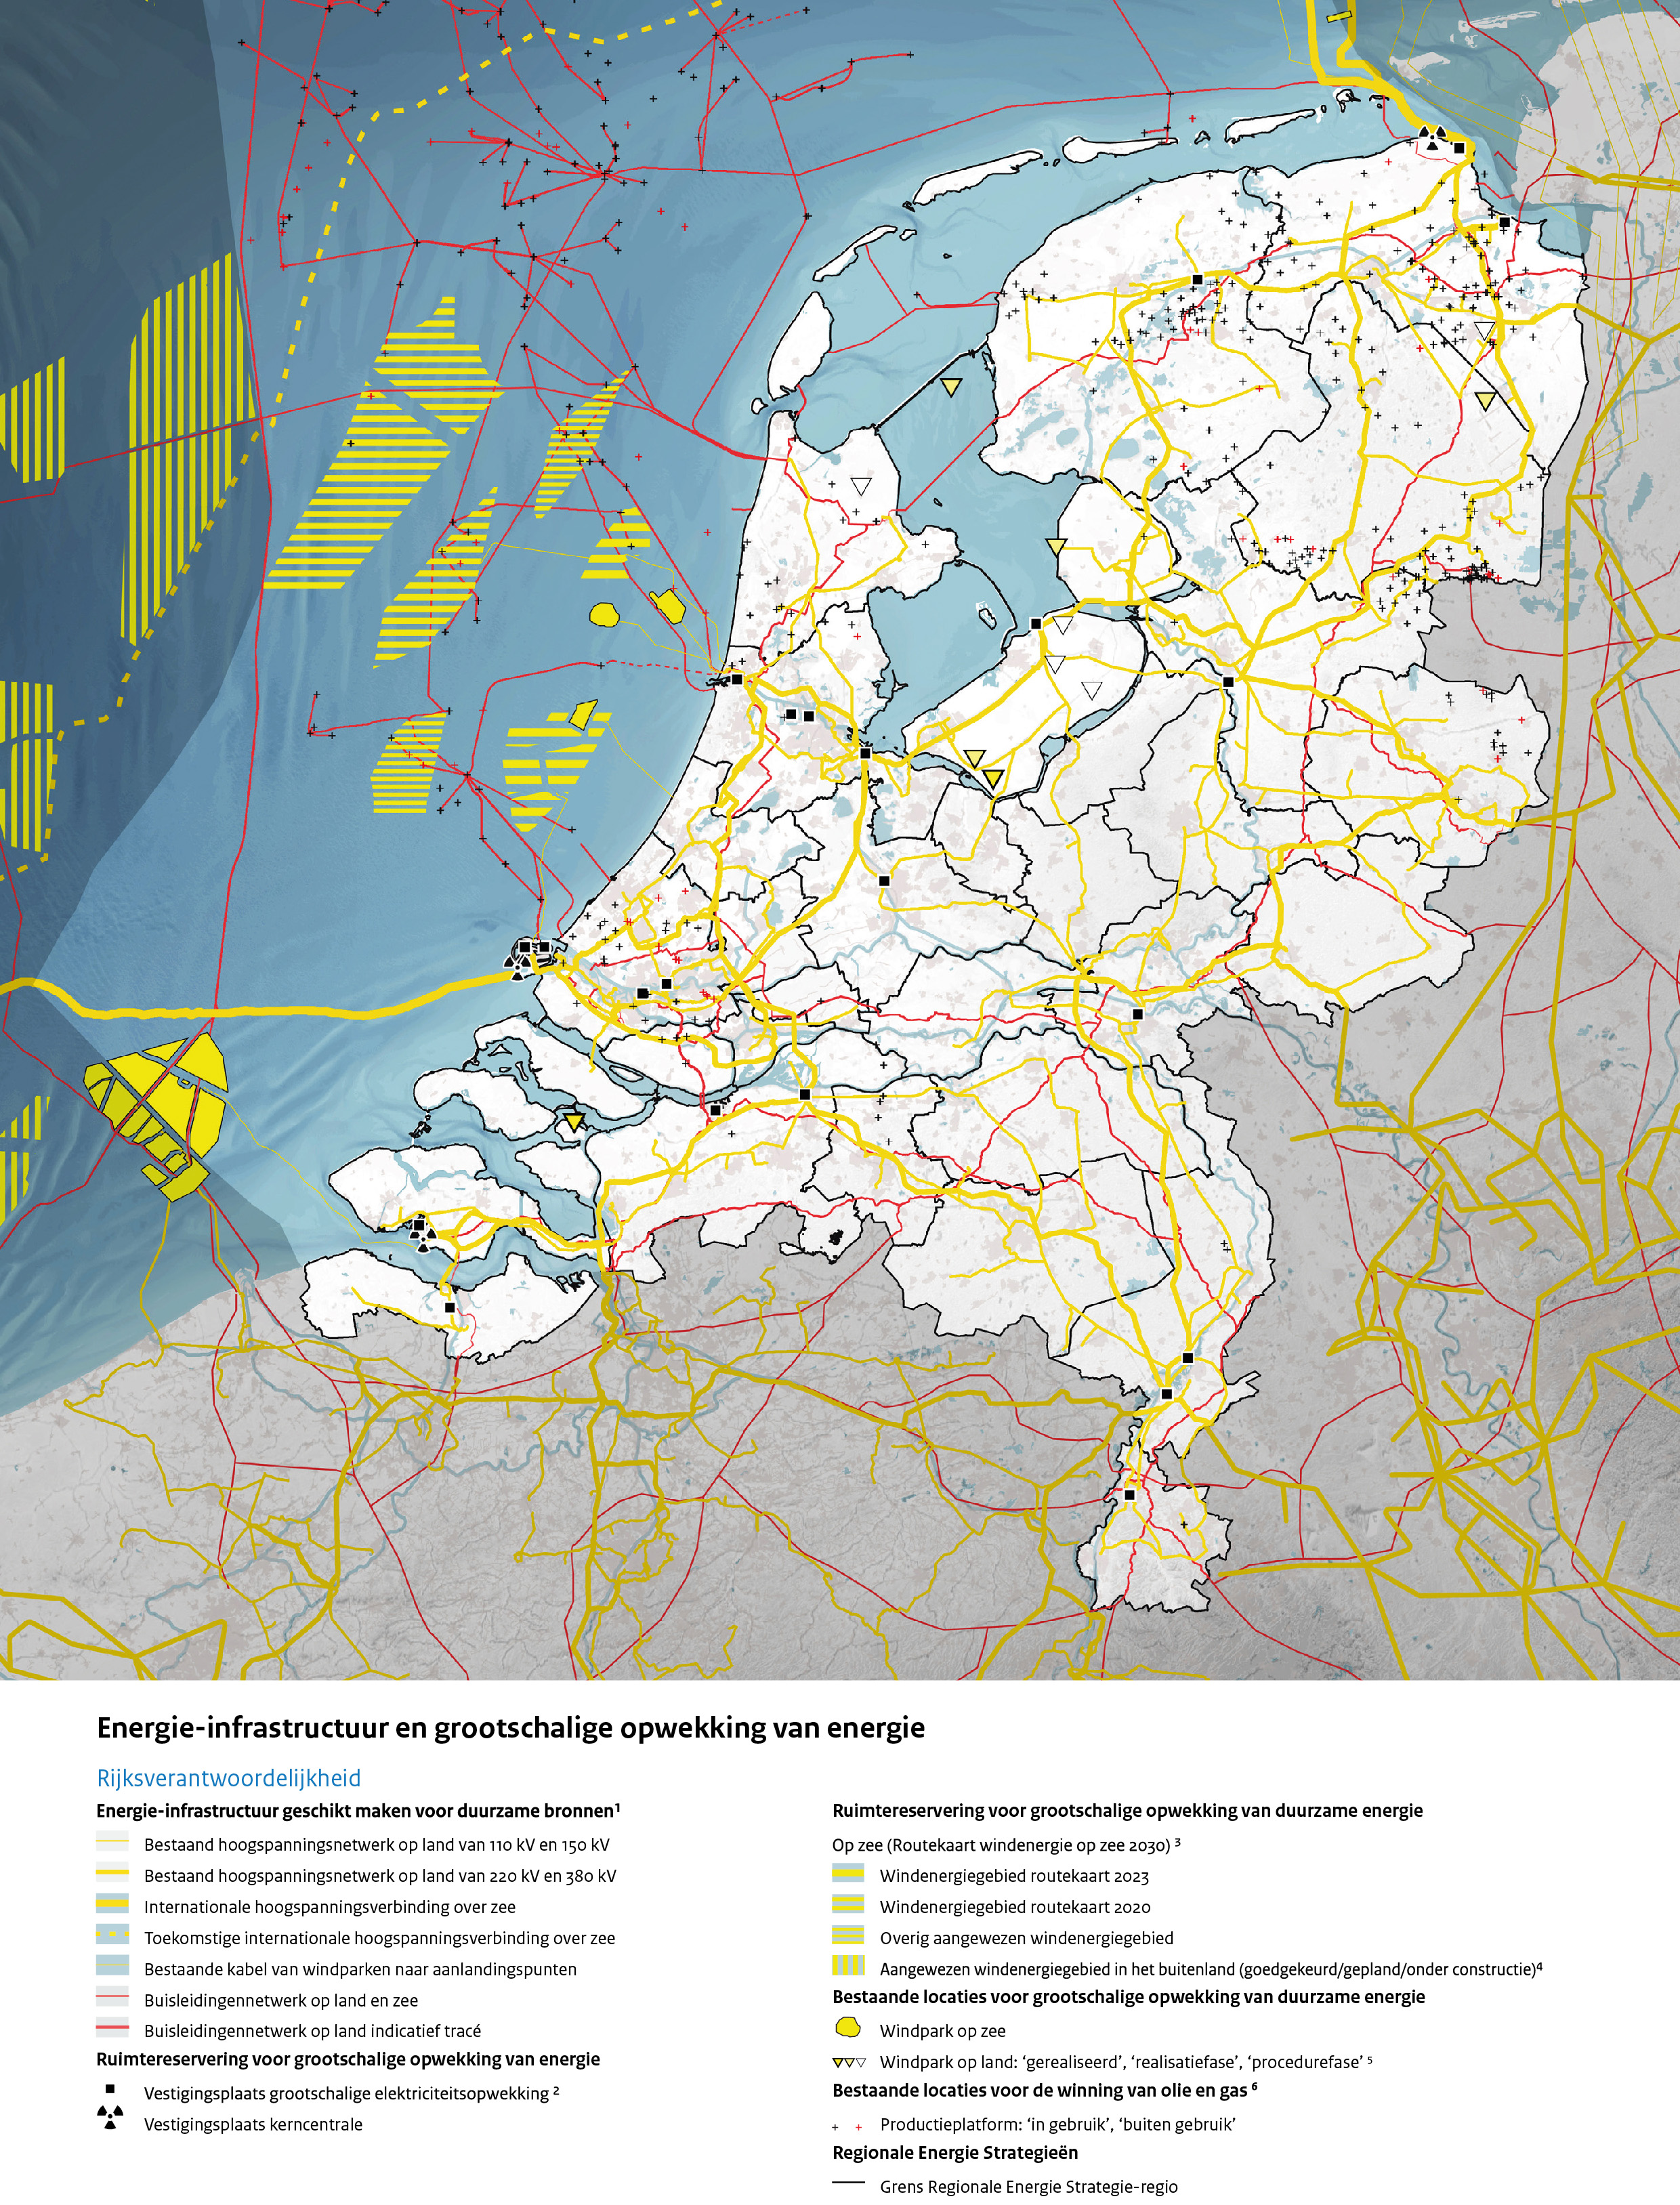 Energie-infrastructuur en grootschalige opwekking van energie
Rijksverantwoordelijkheid
Energie-infrastructuur geschikt maken voor duurzame bronnen¹
Bestaand hoogspanningsnetwerk op land van 110 kV en 150 kV
Bestaand hoogspanningsnetwerk op land van 220 kV en 380 kV
Internationale hoogspanningsverbinding over zee
Toekomstige internationale hoogspanningsverbinding over zee
Bestaande kabel van windparken naar aanlandingspunten
Buisleidingennetwerk op land en zee
Buisleidingennetwerk op land indicatief tracé
Ruimtereservering voor grootschalige opwekking van energie
Vestigingsplaats grootschalige elektriciteitsopwekking ²
Vestigingsplaats kerncentrale
Ruimtereservering voor grootschalige opwekking van duurzame energie
Op zee (Routekaart windenergie op zee 2030) ³
Windenergiegebied routekaart 2023
Windenergiegebied routekaart 2020
Overig aangewezen windenergiegebied
Aangewezen windenergiegebied in het buitenland (goedgekeurd/gepland/onder constructie)⁴
Bestaande locaties voor grootschalige opwekking van duurzame energie
Windpark op zee
Windpark op land: ‘gerealiseerd’, ‘realisatiefase’, ‘procedurefase’ ⁵
Bestaande locaties voor de winning van olie en gas ⁶
Productieplatform: ‘in gebruik’, ‘buiten gebruik’
Regionale Energie Strategieën
Grens Regionale Energie Strategie-regio